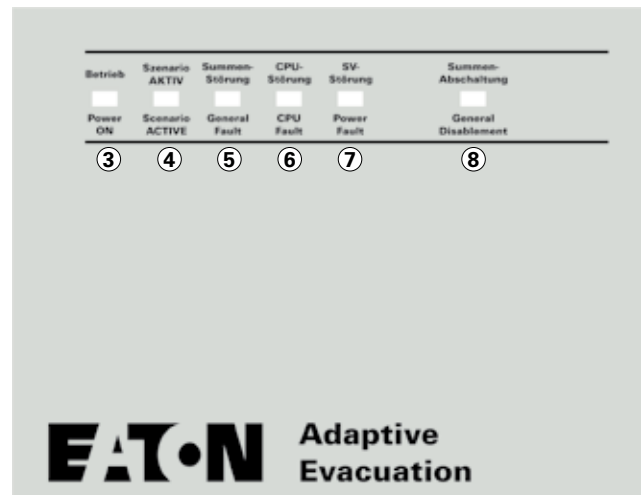 Betrieb
Szenario AKTIV
Summen-Störung
CPU-Störung
SV-Störung
Summen-Abschaltung
Power ON
Scenario ACTIVE
General Fault
CPU Fault
Power Fault
General Disablement
3 4 5 6 7 8
EATON
Adaptive
Evacuation